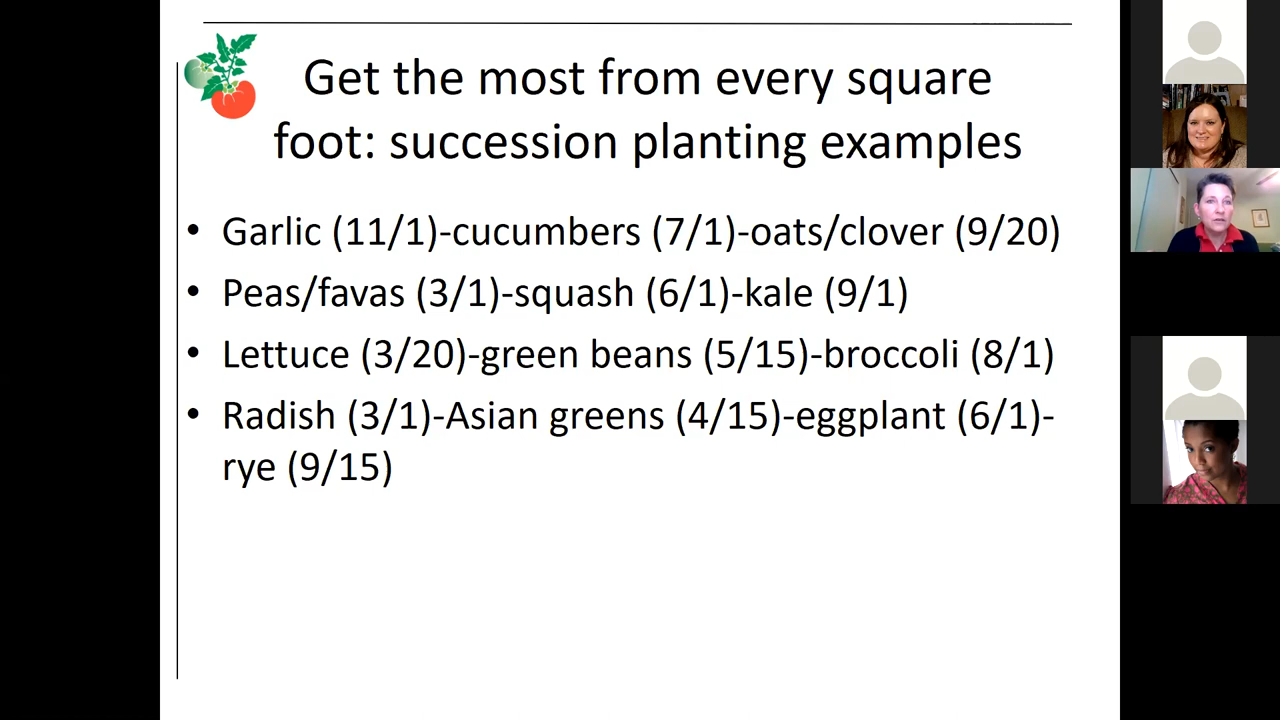 Get the most from every square
foot: succession planting examples
• Garlic (11/1)-cucumbers (7/1)-oats/clover (9/20)
• Peas/favas (3/1)-squash (6/1)-kale (9/1)
• Lettuce (3/20)-green beans (5/15)-broccoli (8/1)
• Radish (3/1)-Asian greens (4/15)-eggplant (6/1)-
rye (9/15)